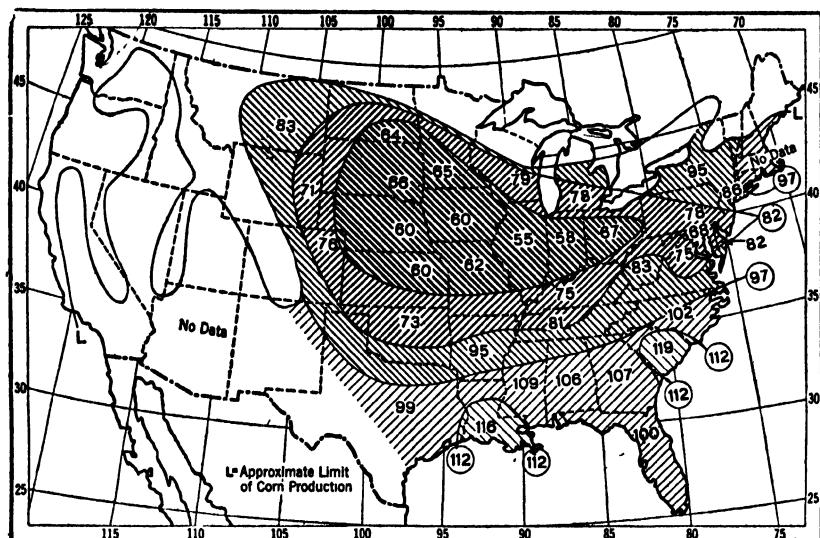 125 120 115 110 105 100 95 90 85 80 75 70
45 45
40 40
35 35
30 30
25 25
83 64 65 79 78 95 88 No Data 97
71 66 60 78 82
60 55 58 67 68 82
76 60 62 75 83 75 97
73 81 102
95 119 112
109 106 107 112
99 116 100
112 112
No Data
L L
L= Approximate Limit
of Corn Production
115 110 105 100 95 90 85 80 75